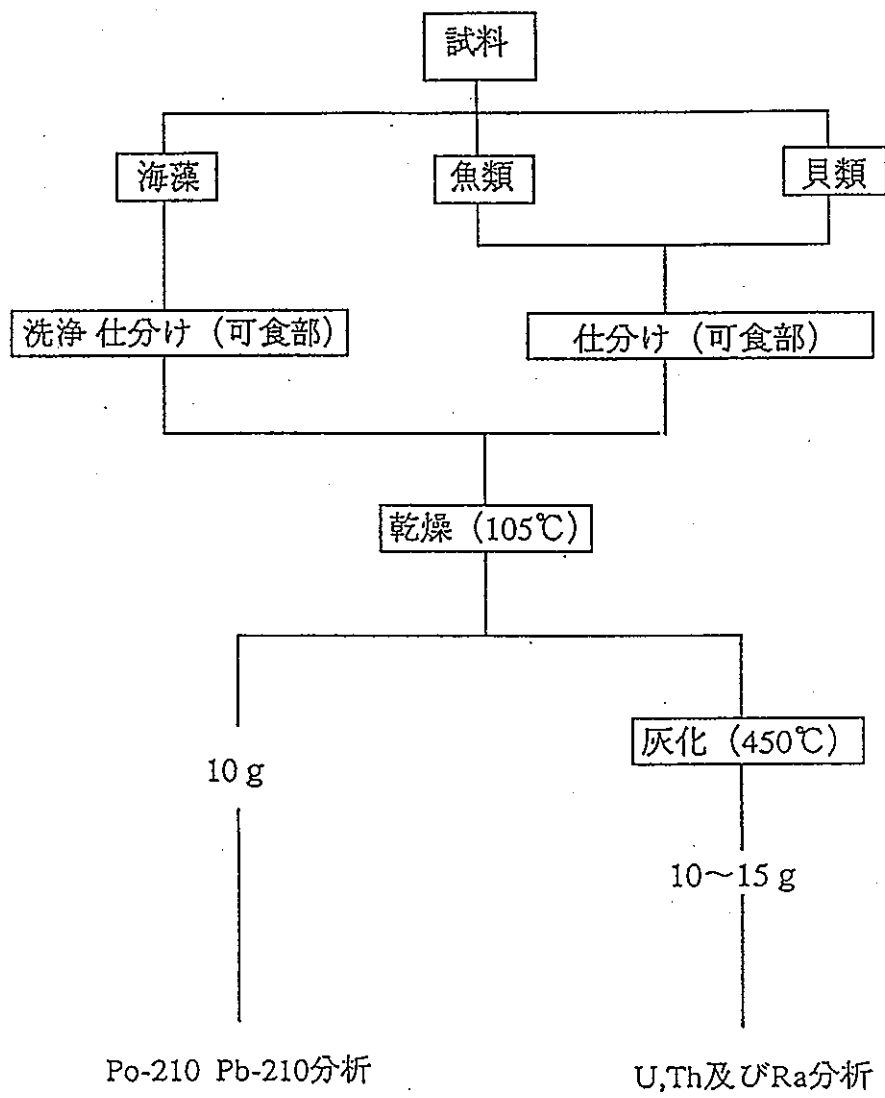 試料
海藻
魚類
貝類
洗浄 仕分け（可食部）
仕分け（可食部）
乾燥（105℃）
灰化（450℃）
10 g
10～15 g
Po-210 Pb-210分析
U,Th及びRa分析